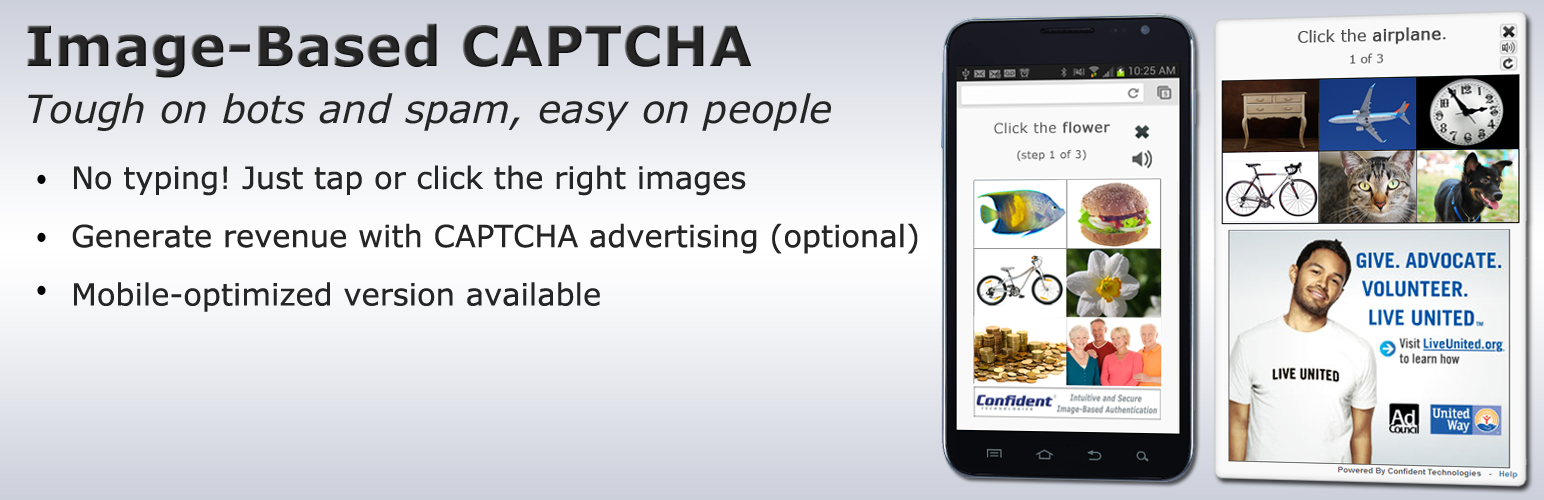 Image-Based CAPTCHA
Tough on bots and spam, easy on people
• No typing! Just tap or click the right images
• Generate revenue with CAPTCHA advertising (optional)
• Mobile-optimized version available
10:25 AM
Click the flower
(step 1 of 3)
Confident
TECHNOLOGIES
Intuitive and Secure
Image-Based Authentication
Click the airplane.
1 of 3
GIVE. ADVOCATE.
VOLUNTEER.
LIVE UNITED™
Visit LiveUnited.org
to learn how
LIVE UNITED
Ad
Council
United
Way
Powered By Confident Technologies - Help